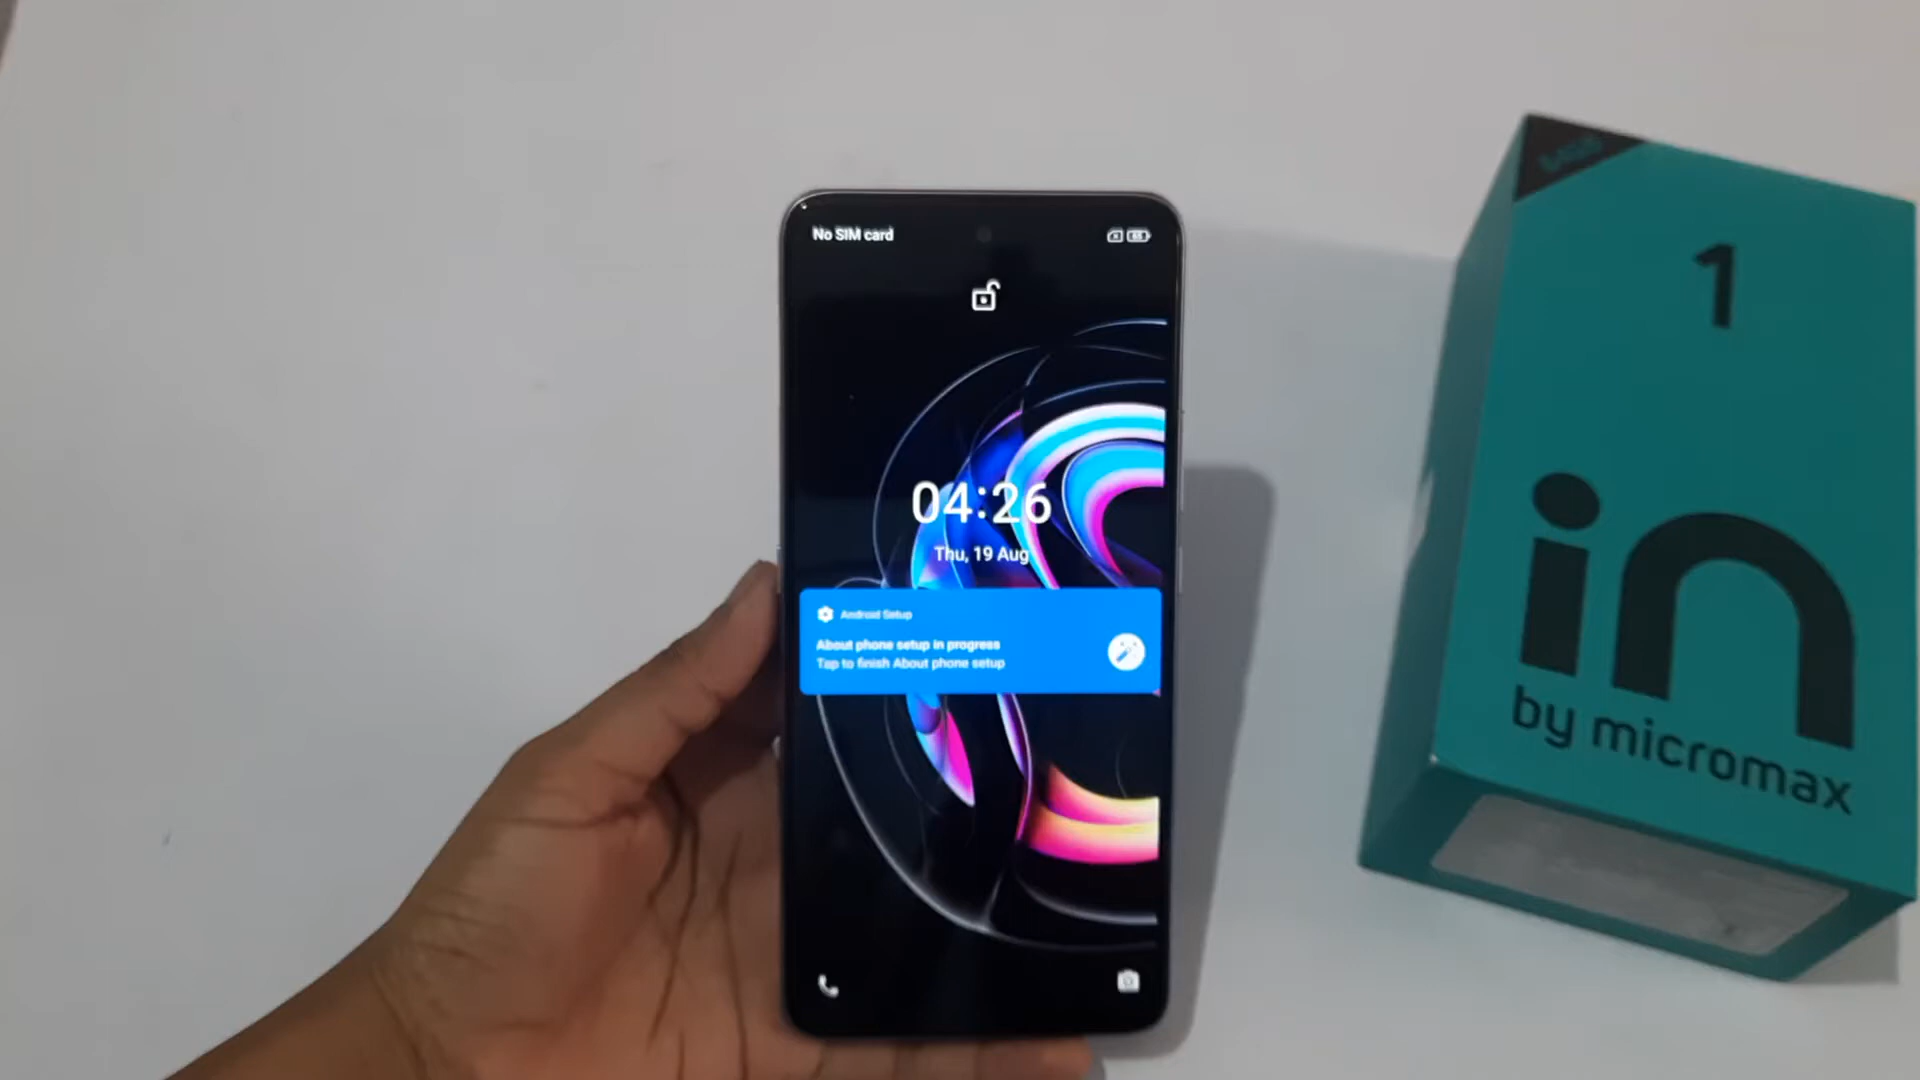 No SIM card
04:26
Thu, 19 Aug
Android Setup
About phone setup in progress
Tap to finish About phone setup
1
in
by micromax